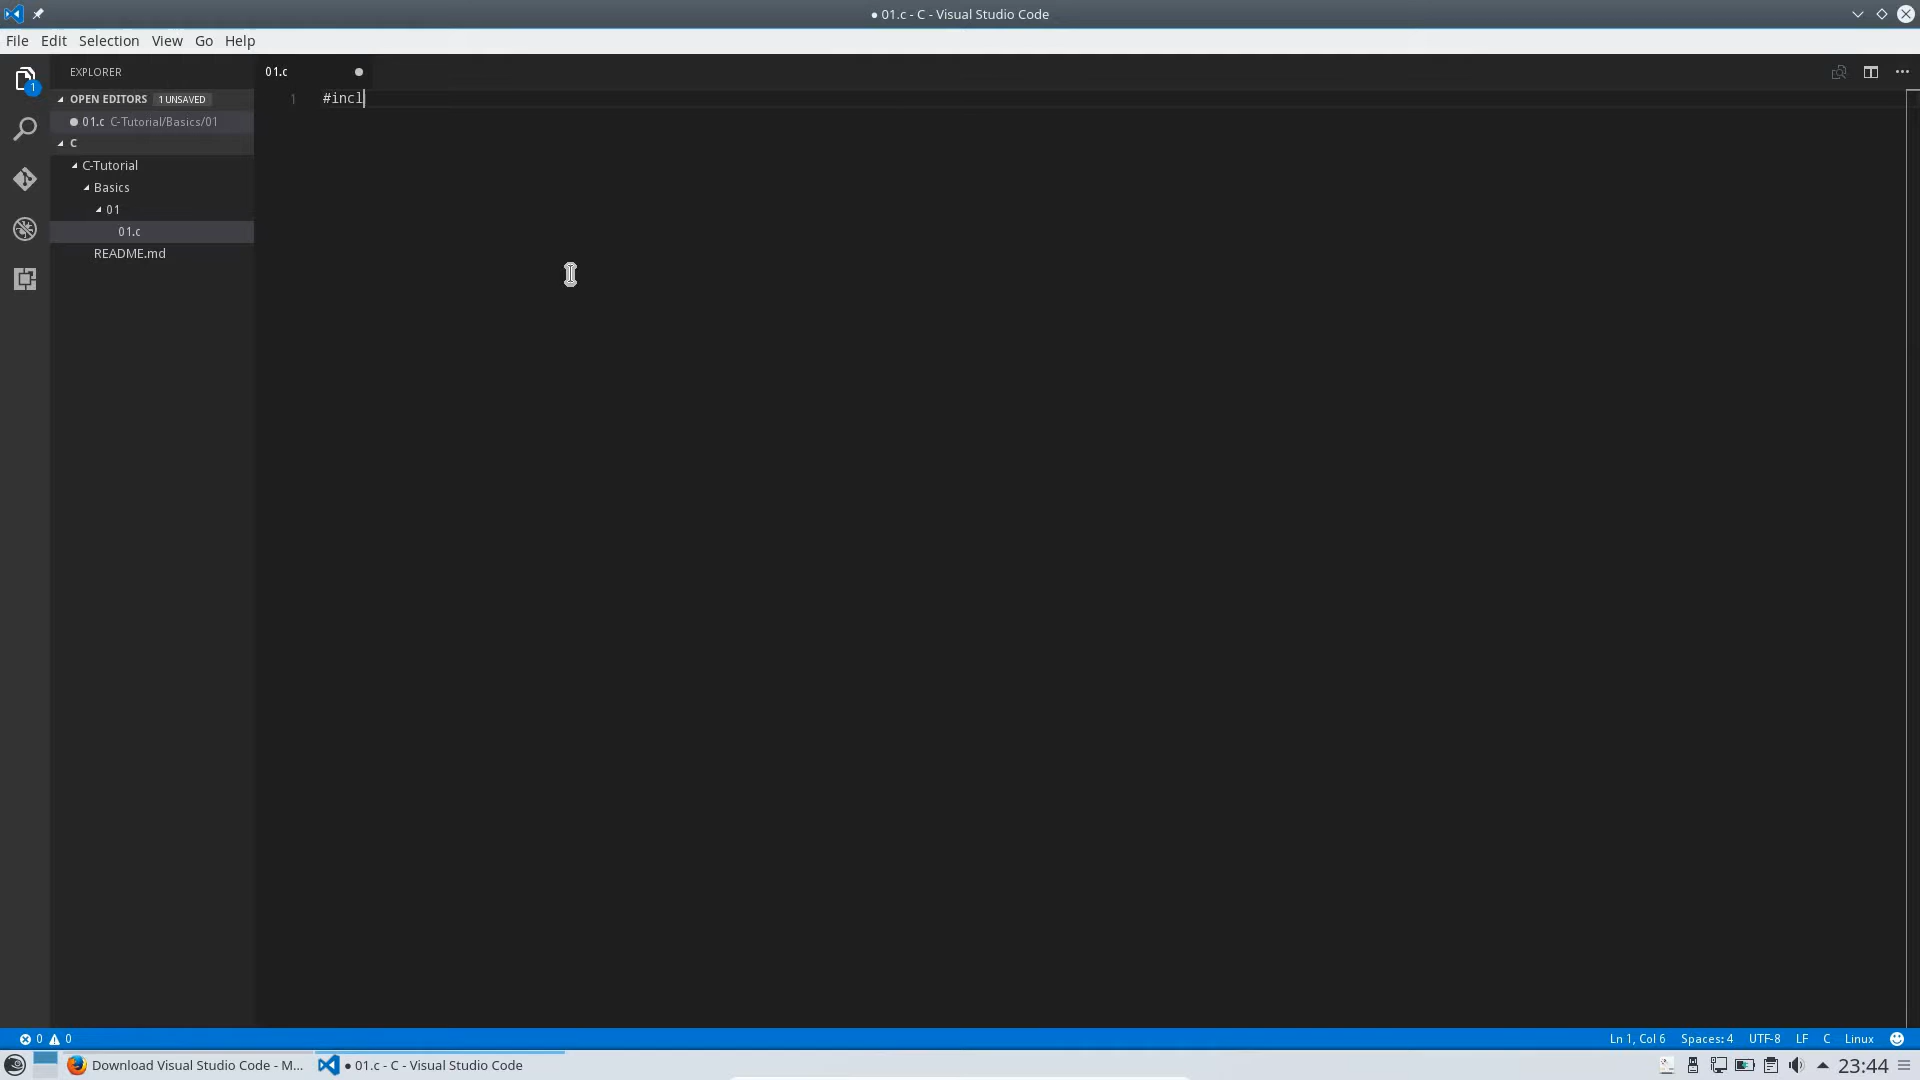 ● 01.c - C - Visual Studio Code
File Edit Selection View Go Help
1
EXPLORER
OPEN EDITORS 1 UNSAVED
01.c C-Tutorial/Basics/01
C
C-Tutorial
Basics
01
01.c
README.md
01.c
1 #incl
0 0
Ln 1, Col 6 Spaces: 4 UTF-8 LF C Linux
Download Visual Studio Code - M...
● 01.c - C - Visual Studio Code
23:44